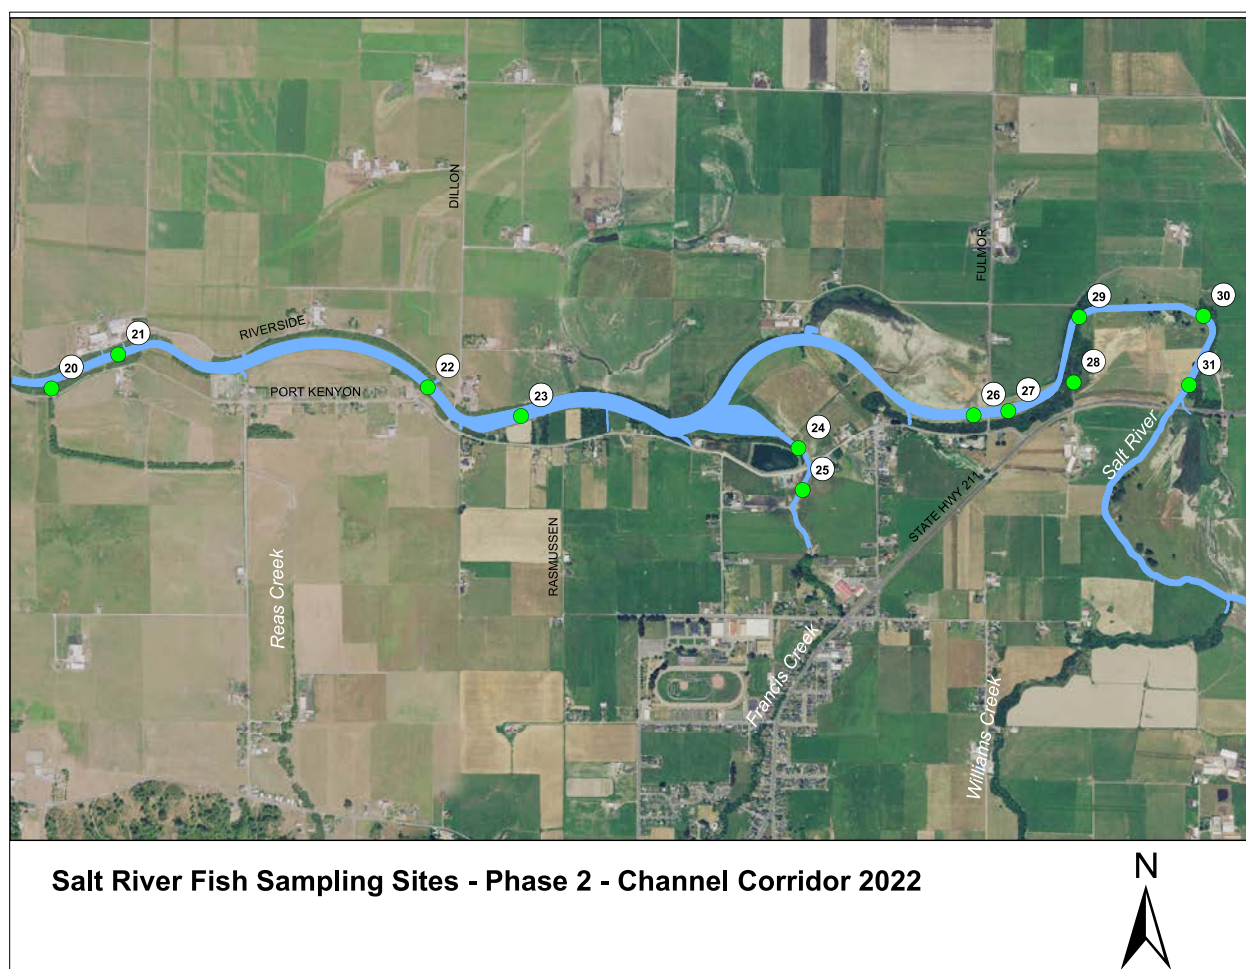 DILLON
FULMOR
29
30
RIVERSIDE
21
20
22
PORT KENYON
28
31
23
26
27
24
25
Salt River
STATE HWY 211
RASMUSSEN
Reas Creek
Francis Creek
Williams Creek
Salt River Fish Sampling Sites - Phase 2 - Channel Corridor 2022
N